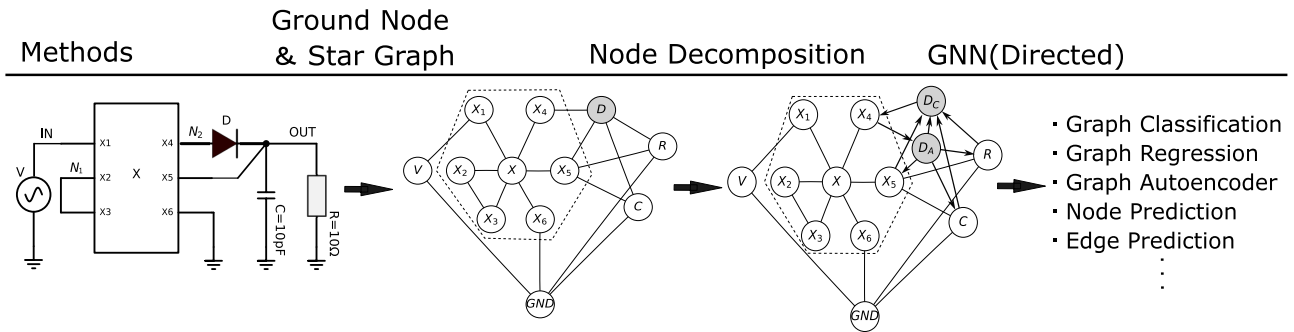 Methods
Ground Node
& Star Graph
Node Decomposition
GNN(Directed)
IN
V
N1
N2
D
OUT
X1
X2
X3
X
X4
X5
X6
C=10pF
R=10Ω
X1
X4
D
V
X2
X
X5
R
X3
X6
C
GND
X1
X4
DC
DA
V
X2
X
X5
R
X3
X6
C
GND
· Graph Classification
· Graph Regression
· Graph Autoencoder
· Node Prediction
· Edge Prediction